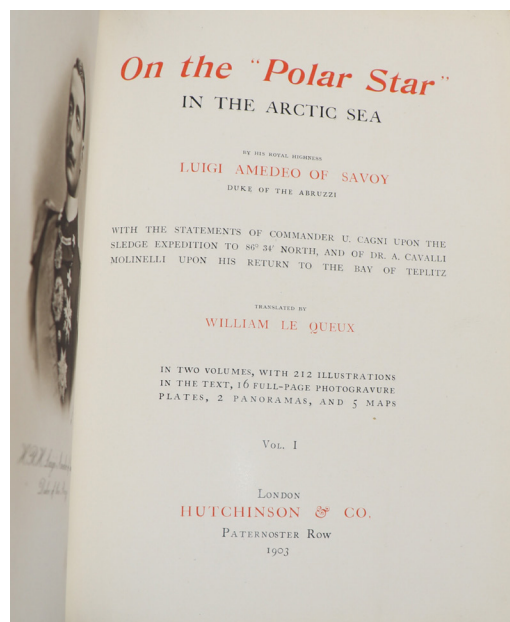 On the "Polar Star"
IN THE ARCTIC SEA
BY HIS ROYAL HIGHNESS
LUIGI AMEDEO OF SAVOY
DUKE OF THE ABRUZZI
WITH THE STATEMENTS OF COMMANDER U. CAGNI UPON THE
SLEDGE EXPEDITION TO 86° 34' NORTH, AND OF DR. A. CAVALLI
MOLINELLI UPON HIS RETURN TO THE BAY OF TEPLITZ
TRANSLATED BY
WILLIAM LE QUEUX
IN TWO VOLUMES, WITH 212 ILLUSTRATIONS
IN THE TEXT, 16 FULL-PAGE PHOTOGRAVURE
PLATES, 2 PANORAMAS, AND 5 MAPS
VOL. I
LONDON
HUTCHINSON & CO.
PATERNOSTER ROW
1903